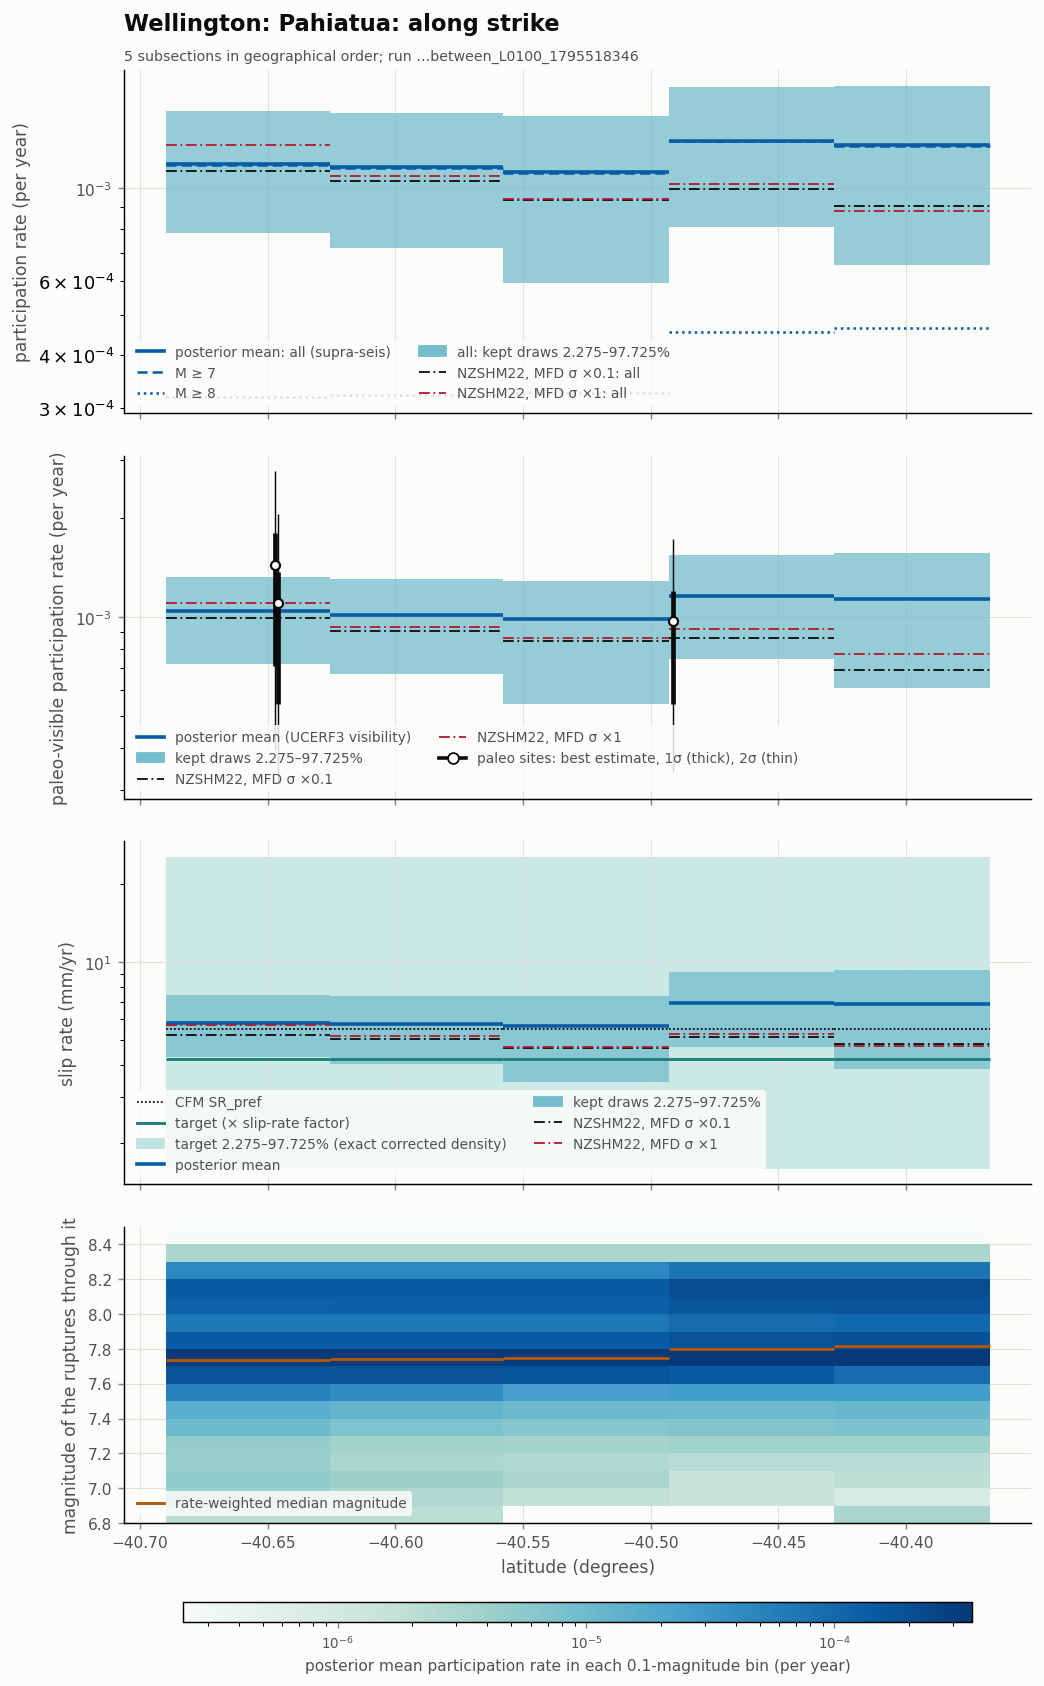 Wellington: Pahiatua: along strike
5 subsections in geographical order; run ...between_L0100_1795518346
participation rate (per year)
10⁻³
6 × 10⁻⁴
4 × 10⁻⁴
3 × 10⁻⁴
posterior mean: all (supra-seis)
M ≥ 7
M ≥ 8
all: kept draws 2.275–97.725%
NZSHM22, MFD σ ×0.1: all
NZSHM22, MFD σ ×1: all
paleo-visible participation rate (per year)
10⁻³
posterior mean (UCERF3 visibility)
kept draws 2.275–97.725%
NZSHM22, MFD σ ×0.1
NZSHM22, MFD σ ×1
paleo sites: best estimate, 1σ (thick), 2σ (thin)
slip rate (mm/yr)
10¹
CFM SR_pref
target (× slip-rate factor)
target 2.275–97.725% (exact corrected density)
posterior mean
kept draws 2.275–97.725%
NZSHM22, MFD σ ×0.1
NZSHM22, MFD σ ×1
magnitude of the ruptures through it
8.4
8.2
8.0
7.8
7.6
7.4
7.2
7.0
6.8
rate-weighted median magnitude
−40.70 −40.65 −40.60 −40.55 −40.50 −40.45 −40.40
latitude (degrees)
10⁻⁶ 10⁻⁵ 10⁻⁴
posterior mean participation rate in each 0.1-magnitude bin (per year)